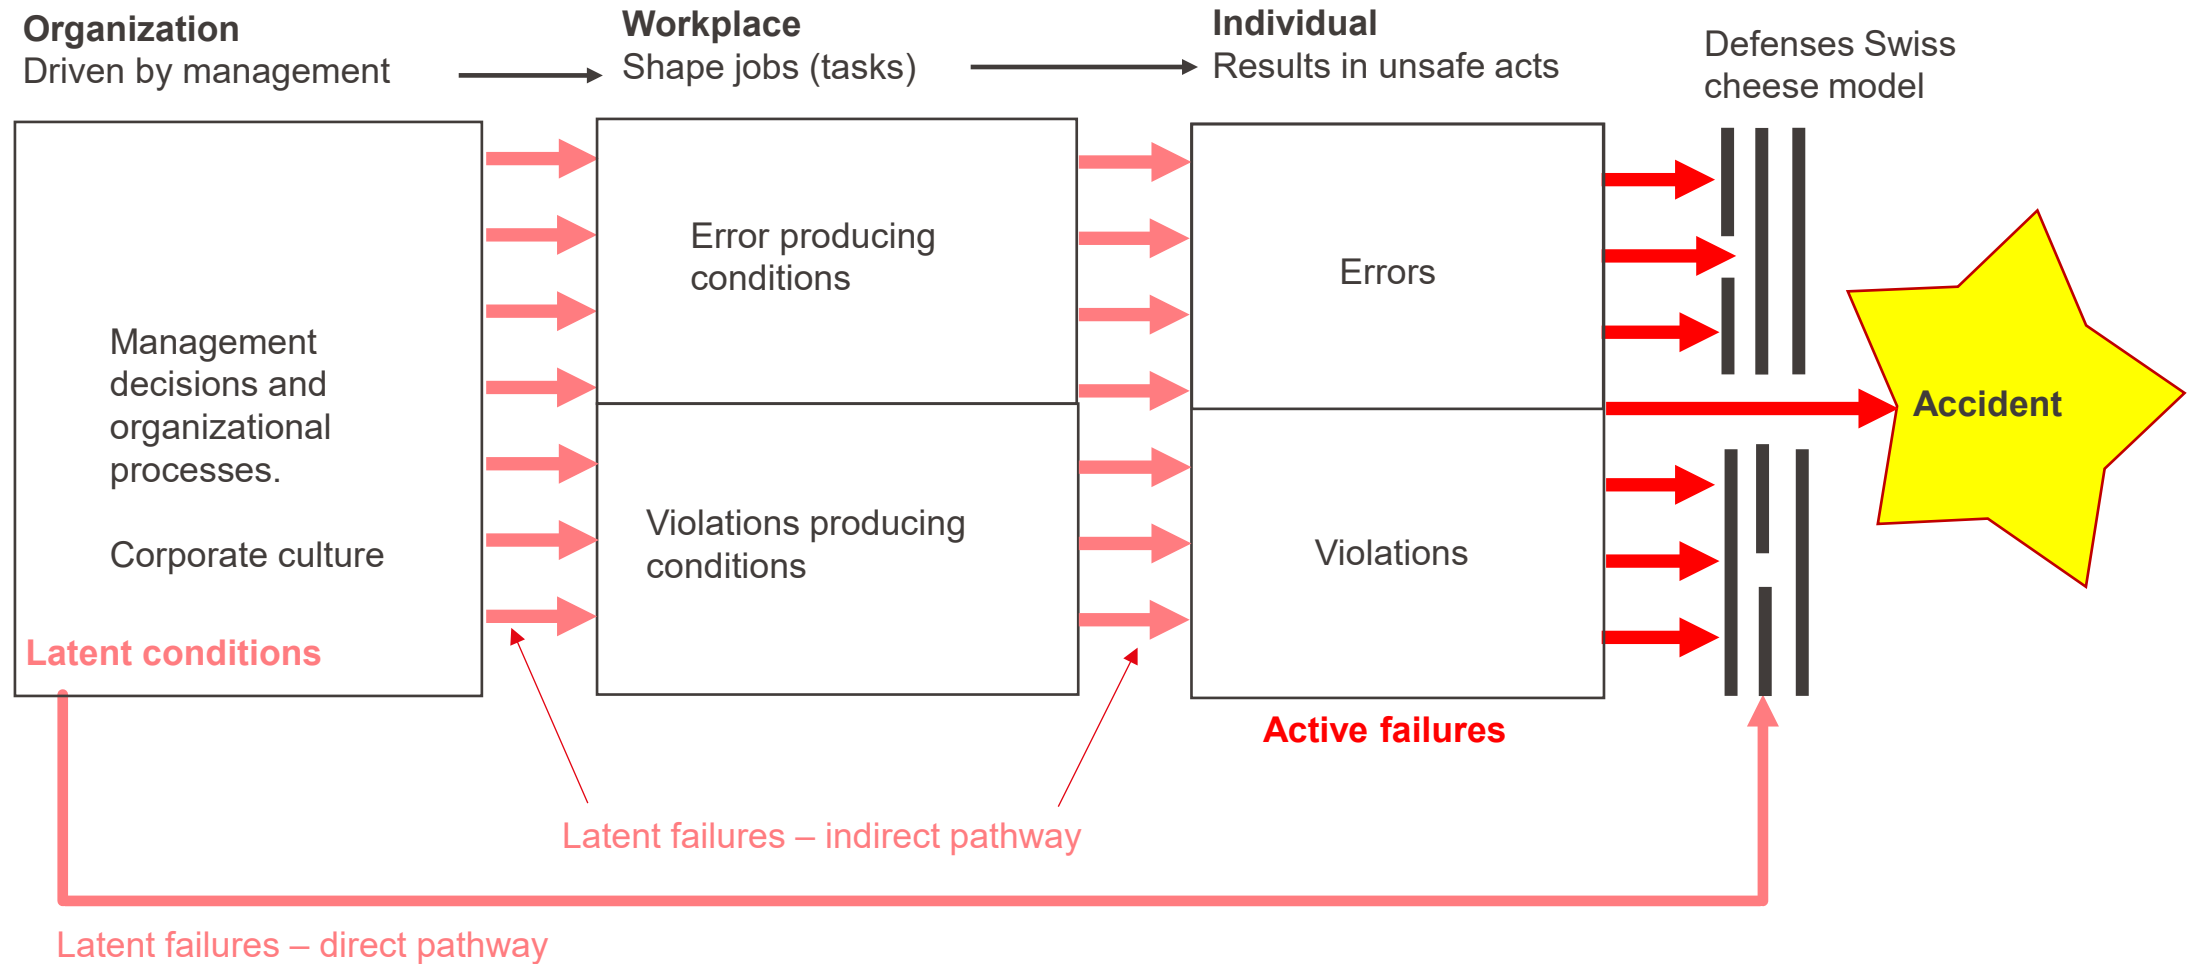 Organization
Driven by management
Workplace
Shape jobs (tasks)
Individual
Results in unsafe acts
Defenses Swiss
cheese model
Management
decisions and
organizational
processes.
Corporate culture
Latent conditions
Error producing
conditions
Violations producing
conditions
Errors
Violations
Active failures
Accident
Latent failures – indirect pathway
Latent failures – direct pathway